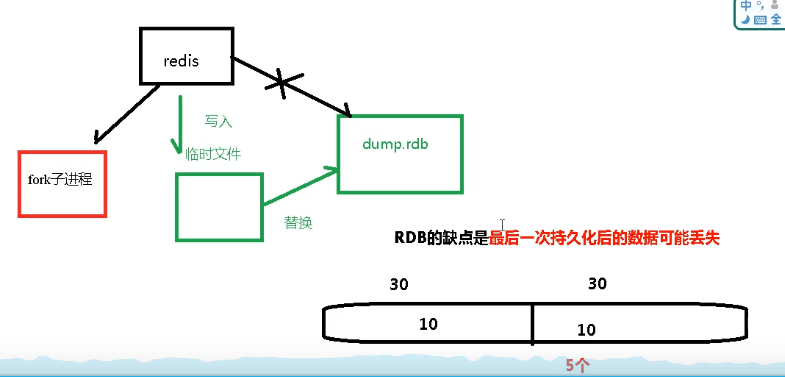 中
全
redis
写入
临时文件
dump.rdb
fork子进程
替换
RDB的缺点是最后一次持久化后的数据可能丢失
30
30
10
10
5个